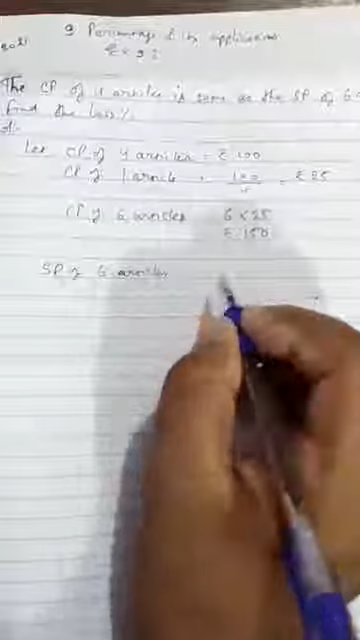 9 Percentage & its application
Ex 9.2
The CP of 4 articles is same as the SP of 6
Find the loss%
Let CP of 4 articles = ₹ 100
CP of 1 article = 100/4 = ₹ 25
CP of 6 articles 6 × 25
₹ 150
SP of 6 articles